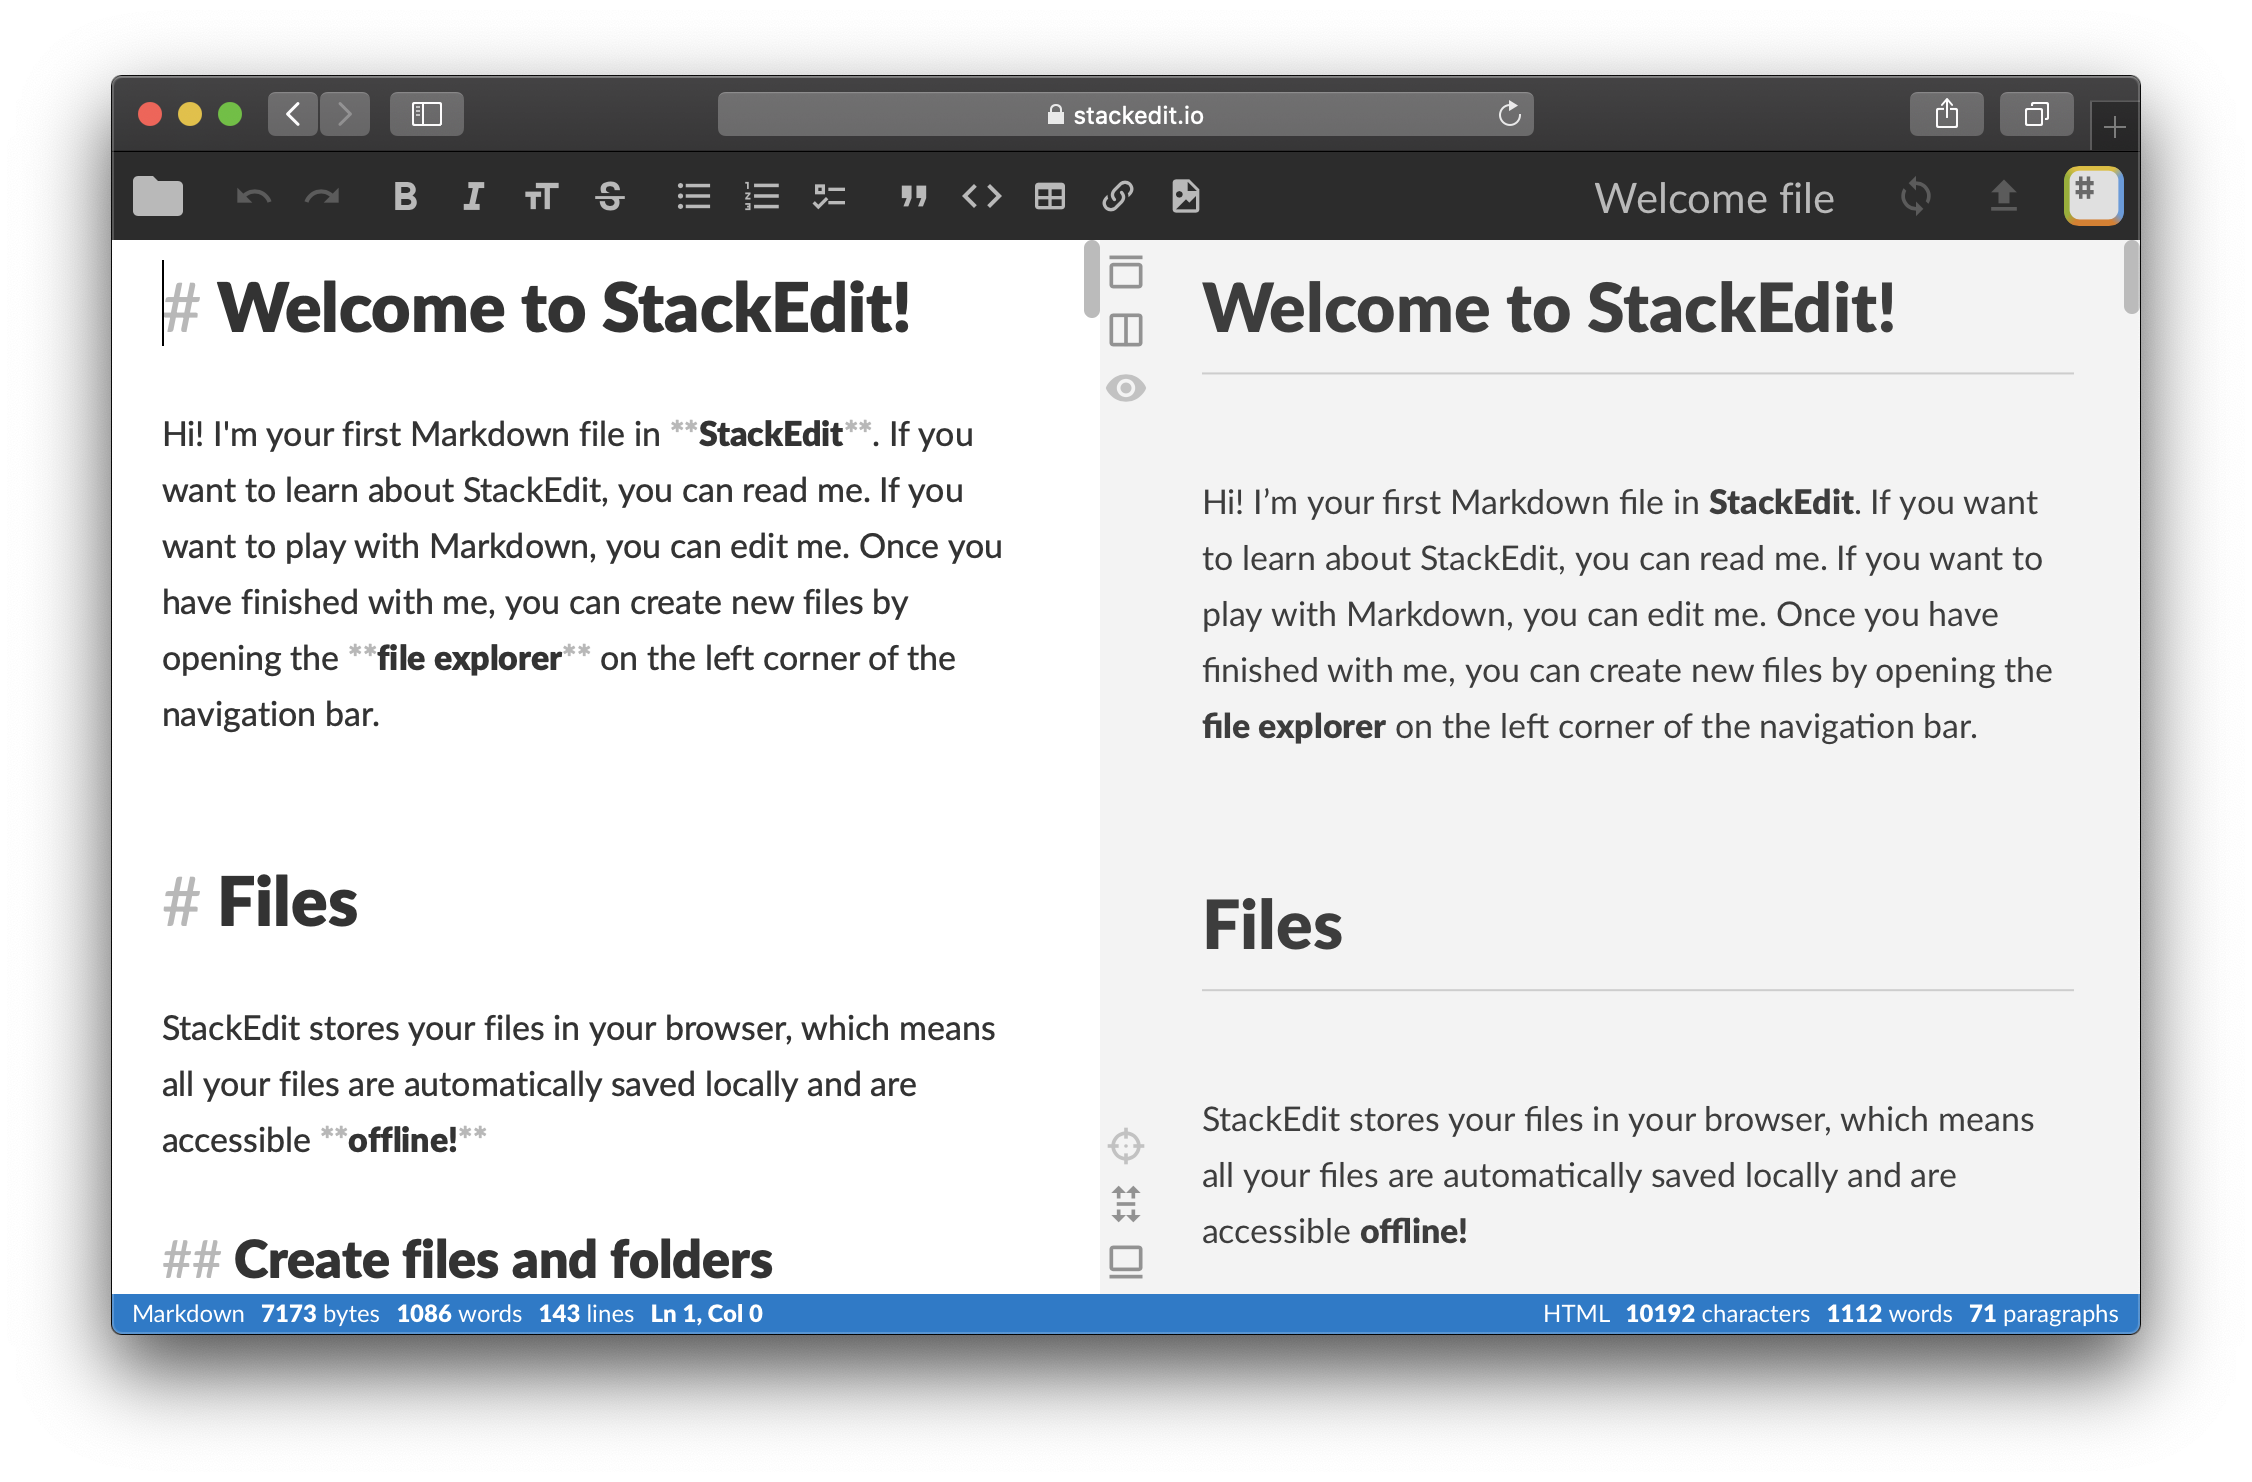 stackedit.io
Welcome file
# Welcome to StackEdit!
Hi! I'm your first Markdown file in **StackEdit**. If you
want to learn about StackEdit, you can read me. If you
want to play with Markdown, you can edit me. Once you
have finished with me, you can create new files by
opening the **file explorer** on the left corner of the
navigation bar.
# Files
StackEdit stores your files in your browser, which means
all your files are automatically saved locally and are
accessible **offline!**
## Create files and folders
Welcome to StackEdit!
Hi! I’m your first Markdown file in StackEdit. If you want
to learn about StackEdit, you can read me. If you want to
play with Markdown, you can edit me. Once you have
finished with me, you can create new files by opening the
file explorer on the left corner of the navigation bar.
Files
StackEdit stores your files in your browser, which means
all your files are automatically saved locally and are
accessible offline!
Markdown 7173 bytes 1086 words 143 lines Ln 1, Col 0
HTML 10192 characters 1112 words 71 paragraphs